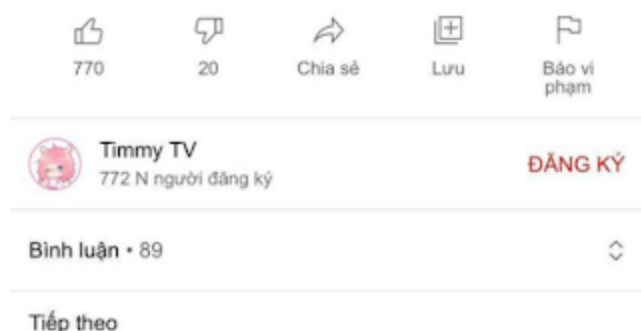 770
20
Chia sẻ
Lưu
Báo vi
phạm
Timmy TV
772 N người đăng ký
ĐĂNG KÝ
Bình luận • 89
Tiếp theo